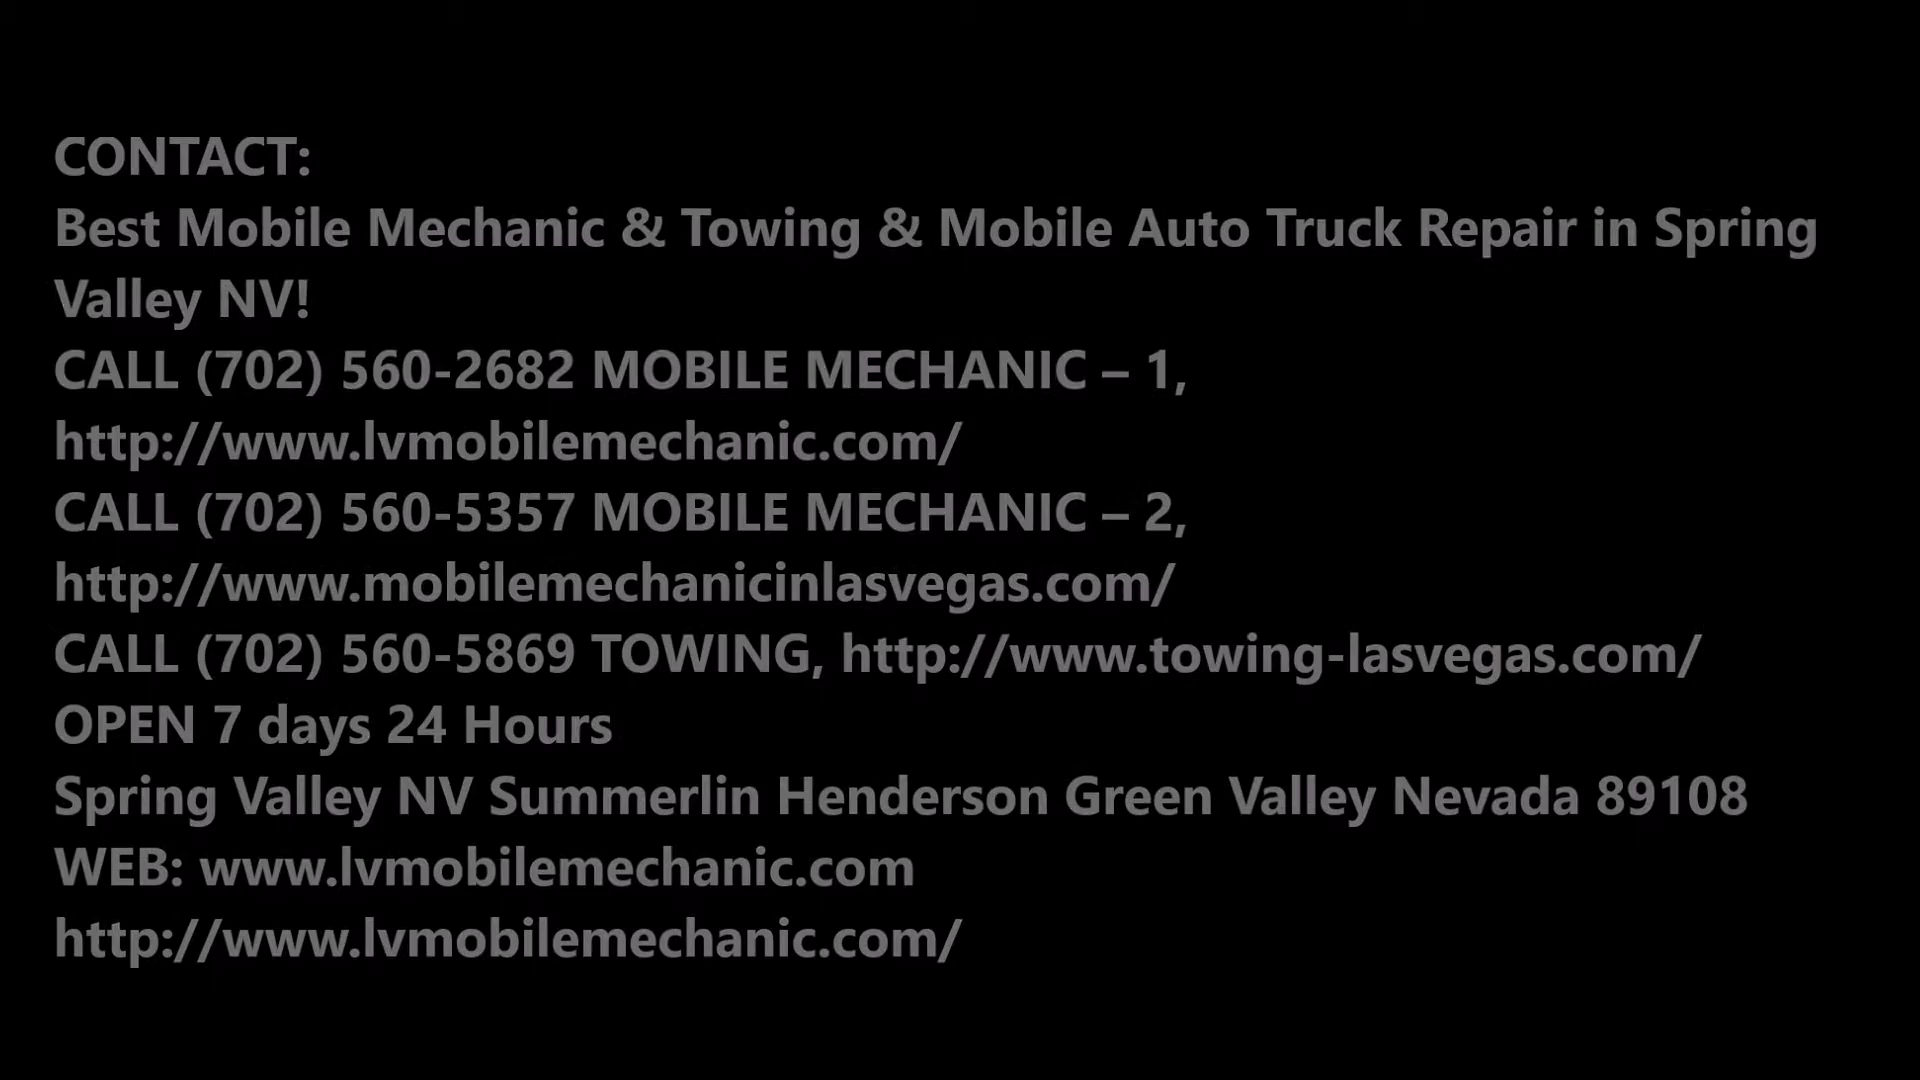 CONTACT:
Best Mobile Mechanic & Towing & Mobile Auto Truck Repair in Spring
Valley NV!
CALL (702) 560-2682 MOBILE MECHANIC – 1,
http://www.lvmobilemechanic.com/
CALL (702) 560-5357 MOBILE MECHANIC – 2,
http://www.mobilemechanicinlasvegas.com/
CALL (702) 560-5869 TOWING, http://www.towing-lasvegas.com/
OPEN 7 days 24 Hours
Spring Valley NV Summerlin Henderson Green Valley Nevada 89108
WEB: www.lvmobilemechanic.com
http://www.lvmobilemechanic.com/